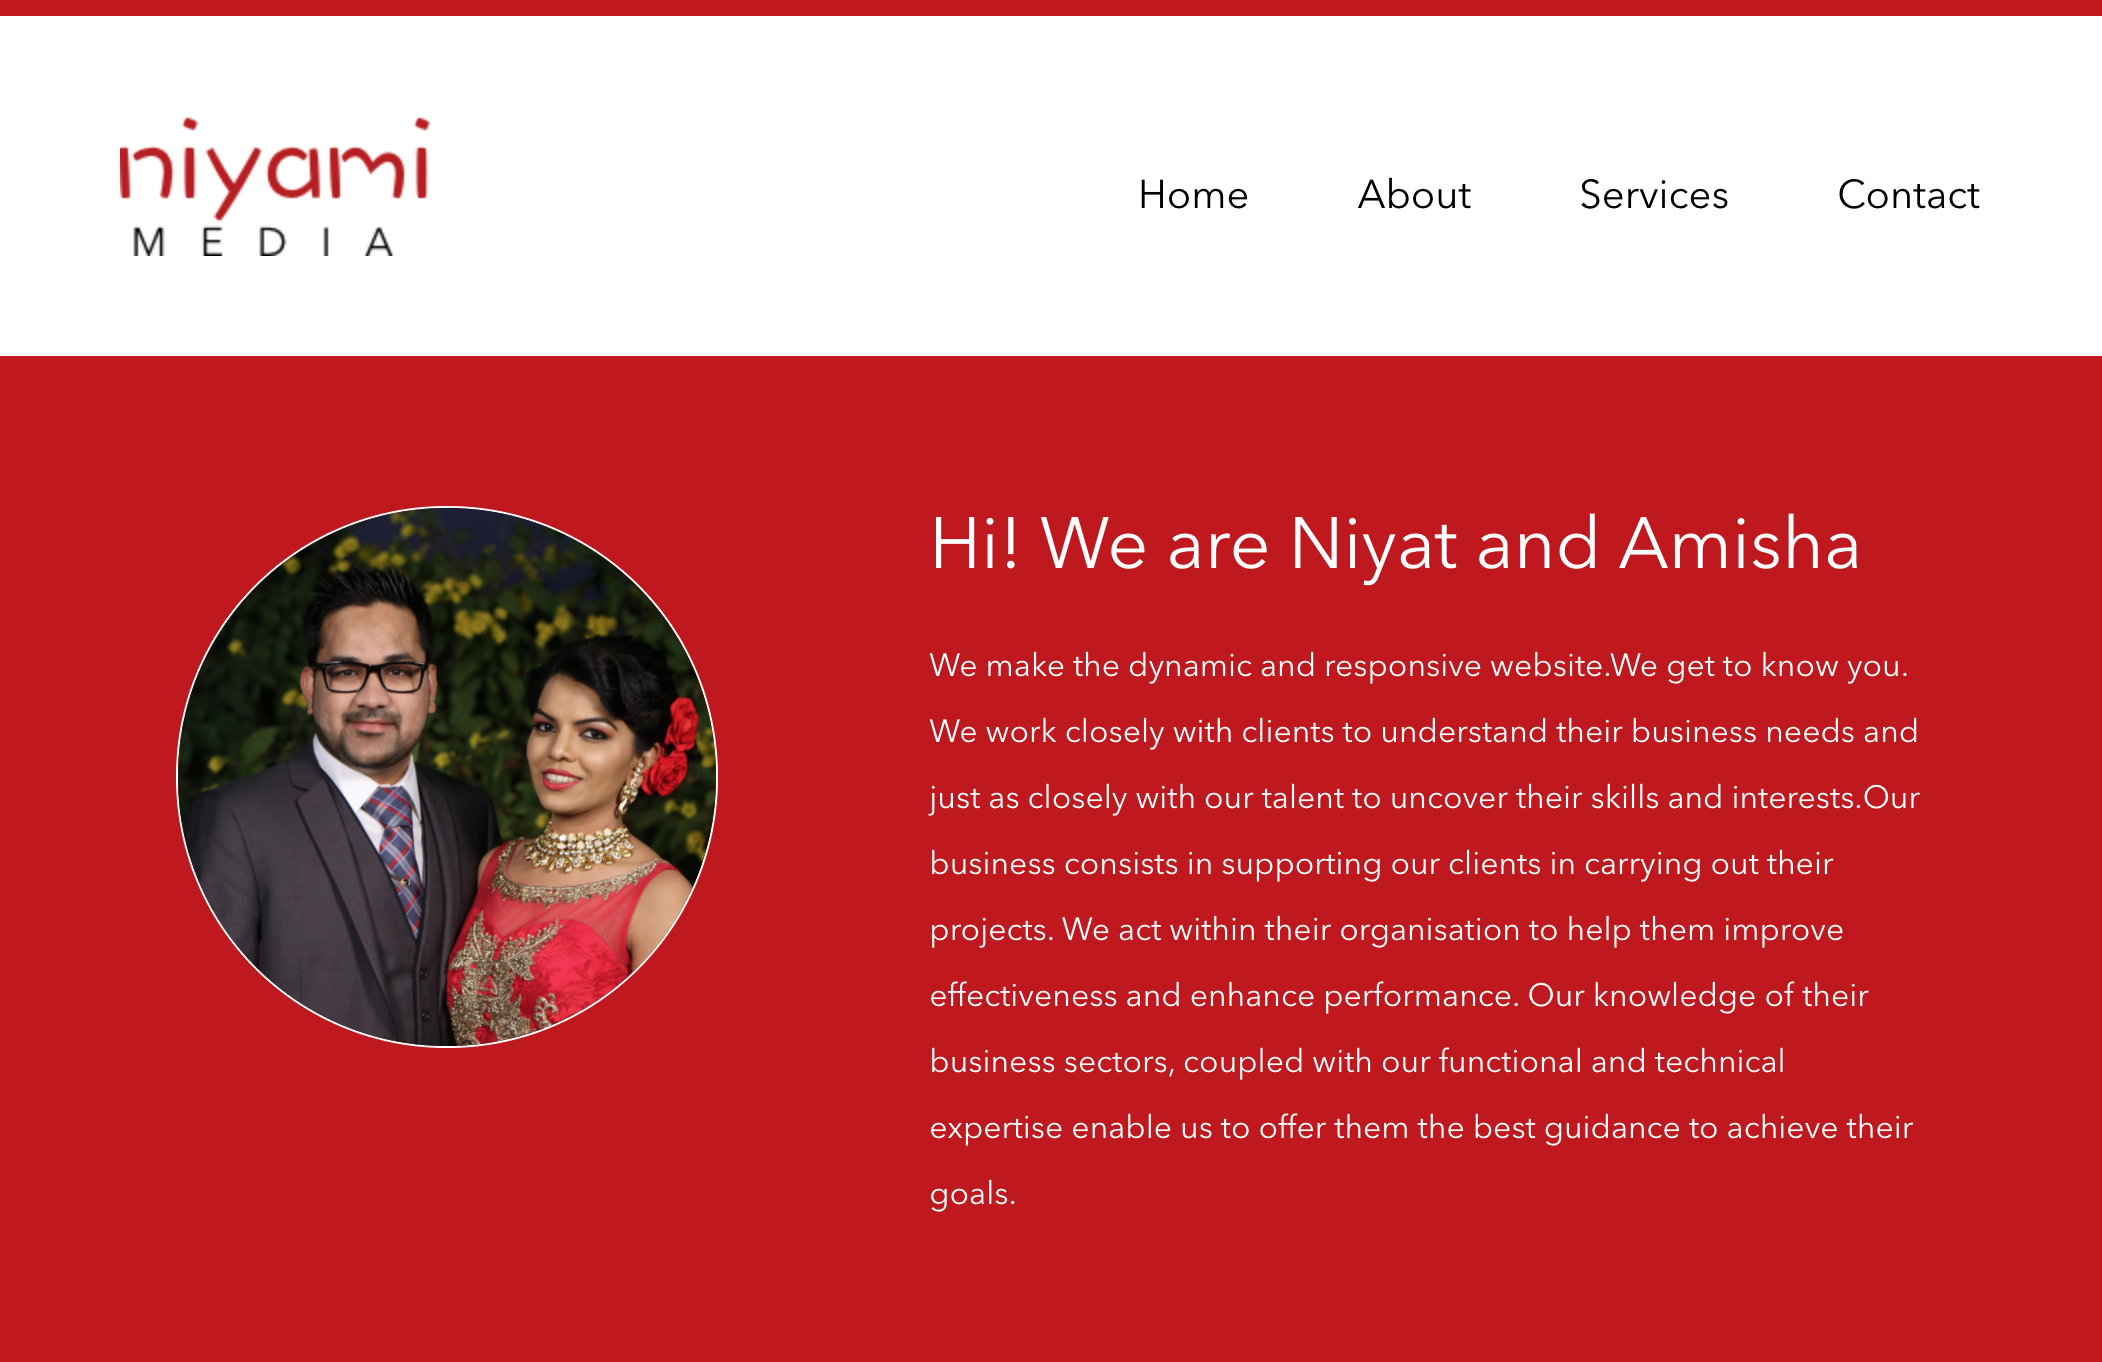 niyami
MEDIA
Home About Services Contact
Hi! We are Niyat and Amisha
We make the dynamic and responsive website.We get to know you.
We work closely with clients to understand their business needs and
just as closely with our talent to uncover their skills and interests.Our
business consists in supporting our clients in carrying out their
projects. We act within their organisation to help them improve
effectiveness and enhance performance. Our knowledge of their
business sectors, coupled with our functional and technical
expertise enable us to offer them the best guidance to achieve their
goals.